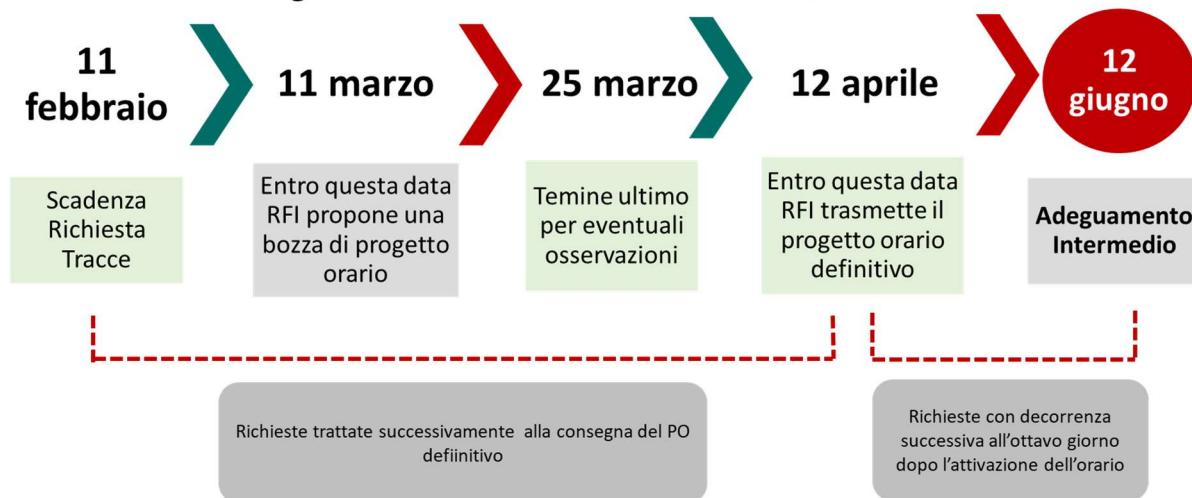 11
febbraio
11 marzo
25 marzo
12 aprile
12
giugno
Scadenza
Richiesta
Tracce
Entro questa data
RFI propone una
bozza di progetto
orario
Temine ultimo
per eventuali
osservazioni
Entro questa data
RFI trasmette il
progetto orario
definitivo
Adeguamento
Intermedio
Richieste trattate successivamente alla consegna del PO
defiinitivo
Richieste con decorrenza
successiva all'ottavo giorno
dopo l'attivazione dell'orario